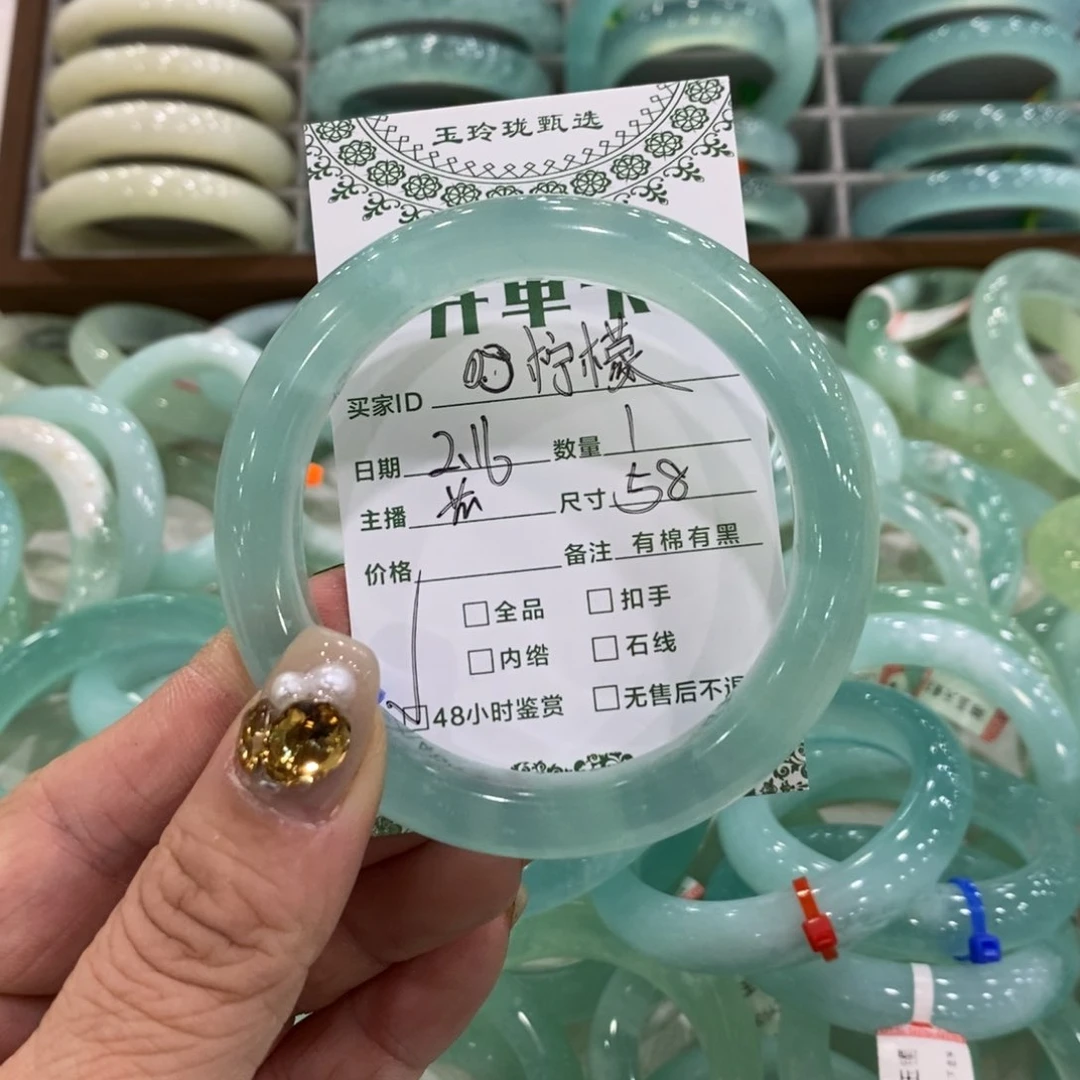 玉玲珑甄选
开单卡
买家ID 柠檬
日期 2.16 数量 1
主播 尺寸 58
价格 备注 有棉有黑
全品 扣手
内绺 石线
48小时鉴赏 无售后不退